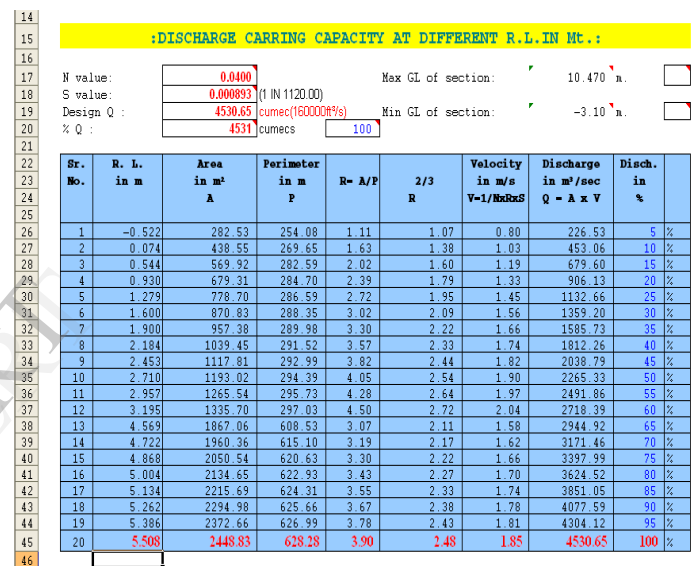 14
15 :DISCHARGE CARRING CAPACITY AT DIFFERENT R.L.IN Mt.:
16
17 N value: 0.0400 Max GL of section: 10.470 m.
18 S value: 0.000893 (1 IN 1120.00)
19 Design Q : 4530.65 cumec(160000ft³/s) Min GL of section: -3.10 m.
20 % Q : 4531 cumecs 100
21
22 Sr. R. L. Area Perimeter Velocity Discharge Disch.
23 No. in m in m² in m R= A/P 2/3 in m/s in m³/sec in
24 A P R V=1/NxRxS Q = A x V %
25
26 1 -0.522 282.53 254.08 1.11 1.07 0.80 226.53 5 %
27 2 0.074 438.55 269.65 1.63 1.38 1.03 453.06 10 %
28 3 0.544 569.92 282.59 2.02 1.60 1.19 679.60 15 %
29 4 0.930 679.31 284.70 2.39 1.79 1.33 906.13 20 %
30 5 1.279 778.70 286.59 2.72 1.95 1.45 1132.66 25 %
31 6 1.600 870.83 288.35 3.02 2.09 1.56 1359.20 30 %
32 7 1.900 957.38 289.98 3.30 2.22 1.66 1585.73 35 %
33 8 2.184 1039.45 291.52 3.57 2.33 1.74 1812.26 40 %
34 9 2.453 1117.81 292.99 3.82 2.44 1.82 2038.79 45 %
35 10 2.710 1193.02 294.39 4.05 2.54 1.90 2265.33 50 %
36 11 2.957 1265.54 295.73 4.28 2.64 1.97 2491.86 55 %
37 12 3.195 1335.70 297.03 4.50 2.72 2.04 2718.39 60 %
38 13 4.569 1867.06 608.53 3.07 2.11 1.58 2944.92 65 %
39 14 4.722 1960.36 615.10 3.19 2.17 1.62 3171.46 70 %
40 15 4.868 2050.54 620.63 3.30 2.22 1.66 3397.99 75 %
41 16 5.004 2134.65 622.93 3.43 2.27 1.70 3624.52 80 %
42 17 5.134 2215.69 624.31 3.55 2.33 1.74 3851.05 85 %
43 18 5.262 2294.98 625.66 3.67 2.38 1.78 4077.59 90 %
44 19 5.386 2372.66 626.99 3.78 2.43 1.81 4304.12 95 %
45 20 5.508 2448.83 628.28 3.90 2.48 1.85 4530.65 100 %
46